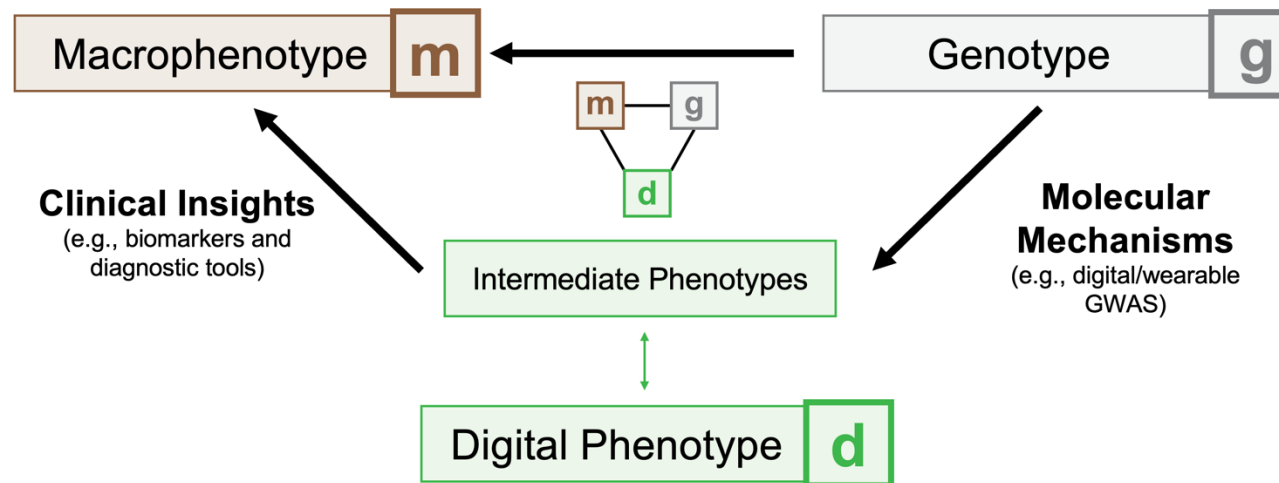 Macrophenotype m
Genotype g
m g
d
Clinical Insights
(e.g., biomarkers and
diagnostic tools)
Molecular
Mechanisms
(e.g., digital/wearable
GWAS)
Intermediate Phenotypes
Digital Phenotype d